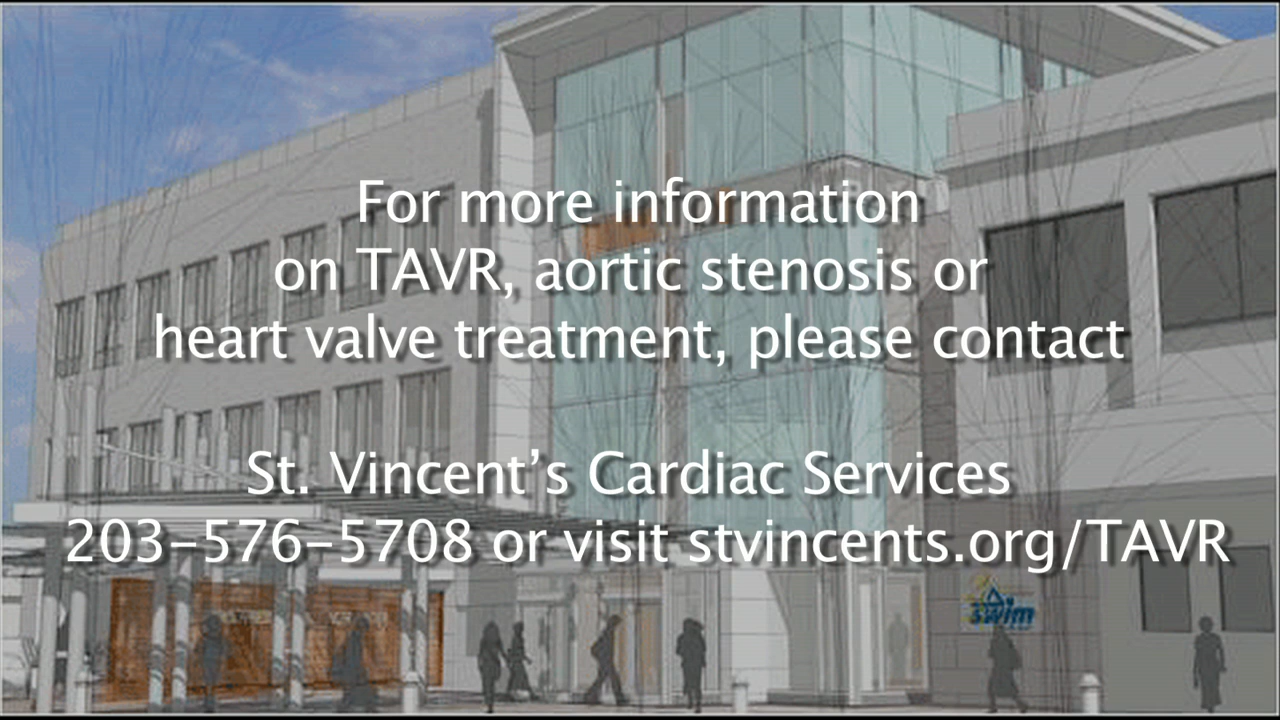 For more information
on TAVR, aortic stenosis or
heart valve treatment, please contact
St. Vincent’s Cardiac Services
203-576-5708 or visit stvincents.org/TAVR
swim